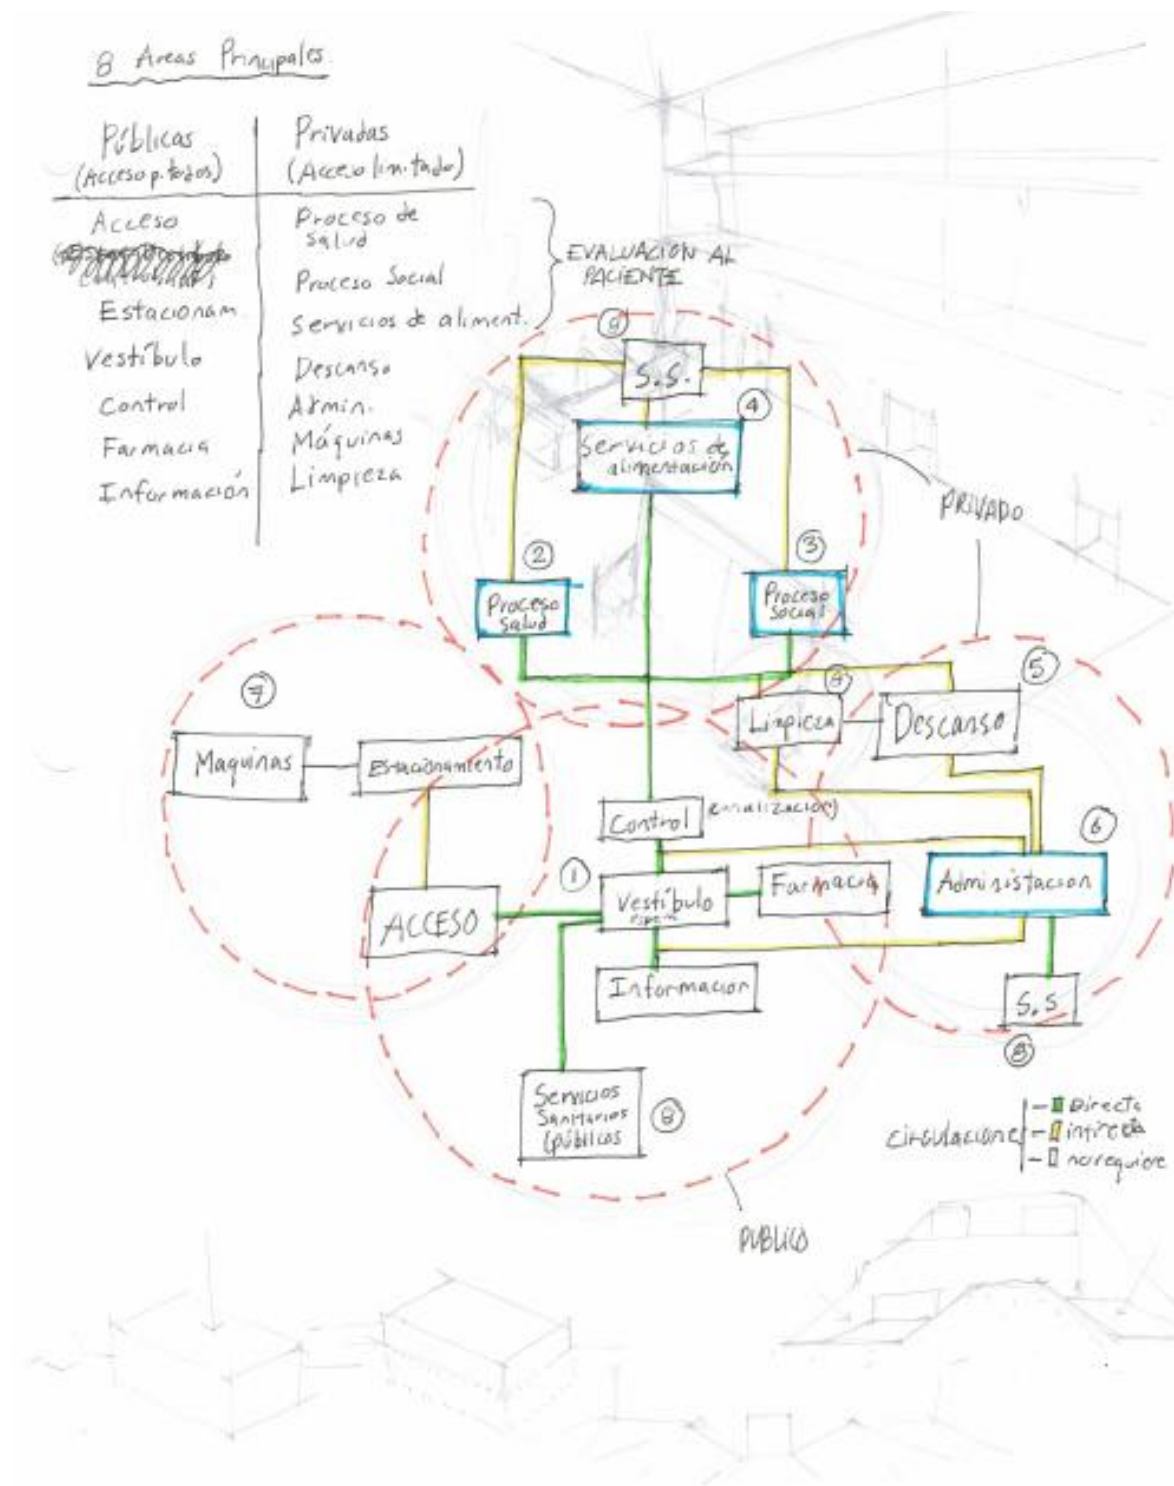 8 Areas Principales
Públicas
(Acceso p. todos)
Privadas
(Acceso limitado)
Acceso
Estacionam
Vestíbulo
Control
Farmacia
Información
Proceso de
Salud
Proceso Social
Servicios de aliment.
Descanso
Admin.
Máquinas
Limpieza
EVALUACION AL
PACIENTE
9
S.S.
4
Servicios de
alimentación
PRIVADO
2
Proceso
Salud
3
Proceso
Social
7
Maquinas
Estacionamiento
Limpieza
5
Descanso
Control
1
Vestíbulo
Farmacia
6
Administacion
ACCESO
Informacion
S.S
8
Servicios
Sanitarios
(públicos
8
circulacione
Directa
no requiere
PUBLICO